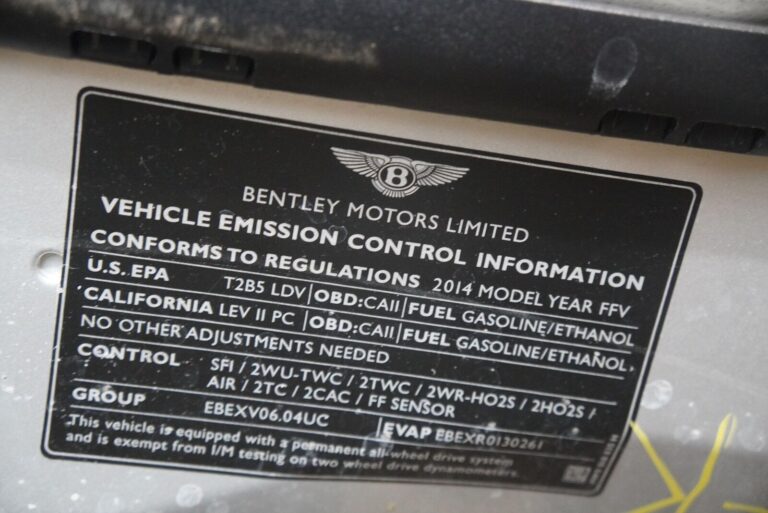 B
BENTLEY MOTORS LIMITED
VEHICLE EMISSION CONTROL INFORMATION
CONFORMS TO REGULATIONS 2014 MODEL YEAR FFV
U.S. EPA T2B5 LDV OBD:CAII FUEL GASOLINE/ETHANOL
CALIFORNIA LEV II PC OBD:CAII FUEL GASOLINE/ETHANOL
NO OTHER ADJUSTMENTS NEEDED
CONTROL SFI / 2WU-TWC / 2TWC / 2WR-HO2S / 2HO2S /
AIR / 2TC / 2CAC / FF SENSOR
GROUP EBEXV06.04UC EVAP EBEXR0130261
This vehicle is equipped with a permanent all-wheel drive system
and is exempt from I/M testing on two wheel drive dynamometers.